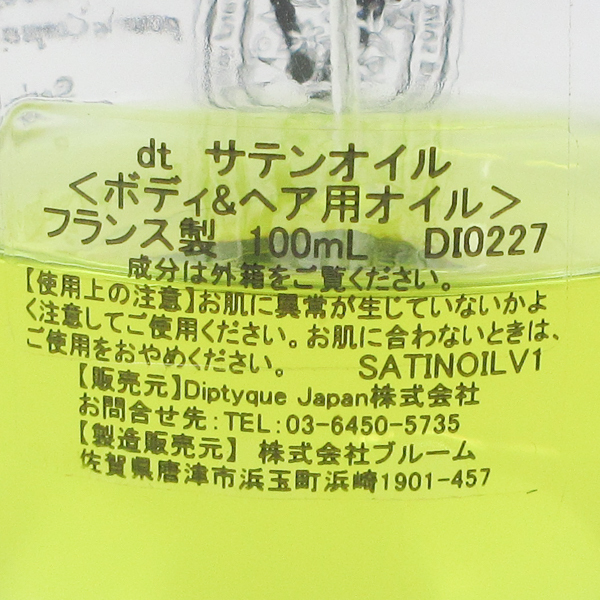 dt サテンオイル
＜ボディ&ヘア用オイル＞
フランス製 100mL DI0227
成分は外箱をご覧ください。
【使用上の注意】お肌に異常が生じていないかよ
く注意してご使用ください。お肌に合わないときは、
ご使用をおやめください。 SATINOILV1
【販売元】Diptyque Japan株式会社
お問合せ先：TEL:03-6450-5735
【製造販売元】 株式会社ブルーム
佐賀県唐津市浜玉町浜崎1901-457